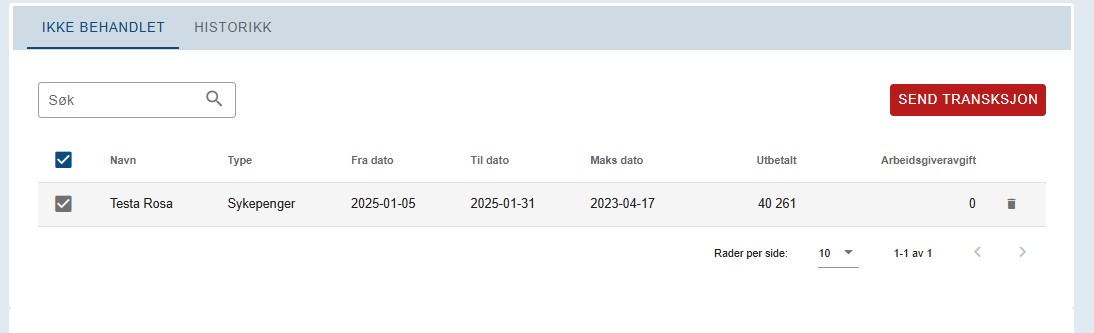 IKKE BEHANDLET HISTORIKK
Søk SEND TRANSKSJON
Navn Type Fra dato Til dato Maks dato Utbetalt Arbeidsgiveravgift
Testa Rosa Sykepenger 2025-01-05 2025-01-31 2023-04-17 40 261 0
Rader per side: 10 1-1 av 1